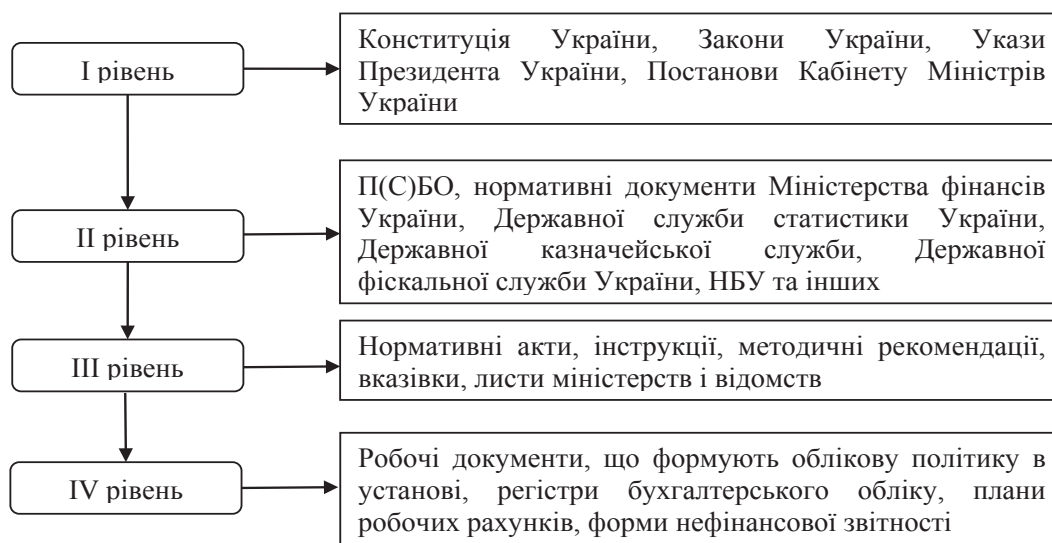 І рівень
Конституція України, Закони України, Укази
Президента України, Постанови Кабінету Міністрів
України
ІІ рівень
П(С)БО, нормативні документи Міністерства фінансів
України, Державної служби статистики України,
Державної казначейської служби, Державної
фіскальної служби України, НБУ та інших
ІІІ рівень
Нормативні акти, інструкції, методичні рекомендації,
вказівки, листи міністерств і відомств
IV рівень
Робочі документи, що формують облікову політику в
установі, регістри бухгалтерського обліку, плани
робочих рахунків, форми нефінансової звітності